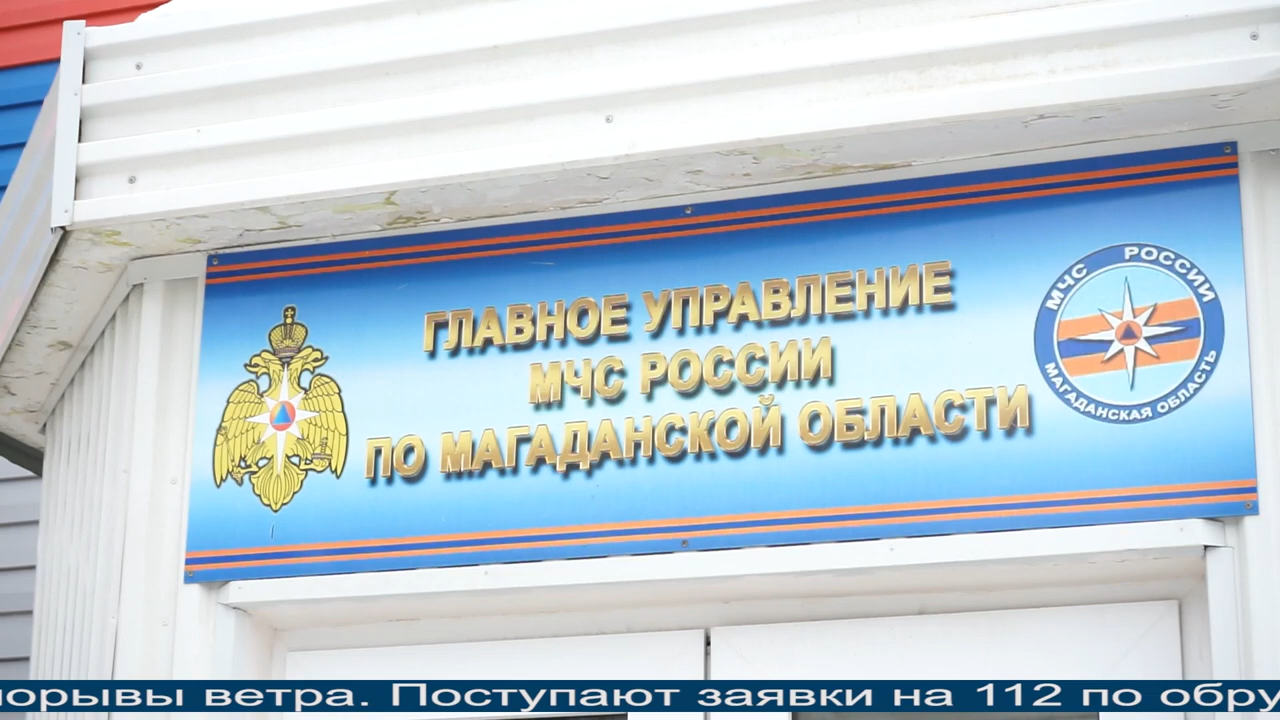 ГЛАВНОЕ УПРАВЛЕНИЕ
МЧС РОССИИ
ПО МАГАДАНСКОЙ ОБЛАСТИ
МЧС РОССИИ
МАГАДАНСКАЯ ОБЛАСТЬ
порывы ветра. Поступают заявки на 112 по обру